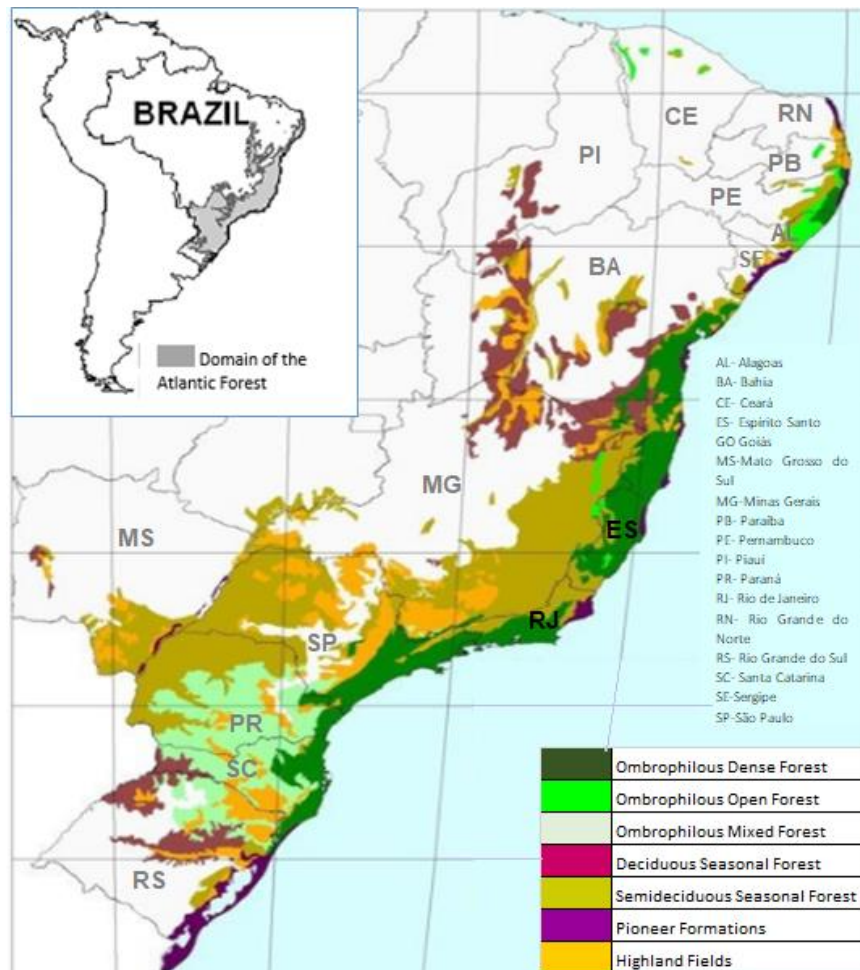 BRAZIL
Domain of the
Atlantic Forest
CE
RN
PI
PB
PE
AL
SE
BA
MG
MS
ES
SP
RJ
PR
SC
RS
AL- Alagoas
BA- Bahia
CE- Ceará
ES- Espírito Santo
GO Goiás
MS-Mato Grosso do
Sul
MG-Minas Gerais
PB- Paraíba
PE- Pernambuco
PI- Piauí
PR- Paraná
RJ- Rio de Janeiro
RN- Rio Grande do
Norte
RS- Rio Grande do Sul
SC- Santa Catarina
SE-Sergipe
SP-São Paulo
Ombrophilous Dense Forest
Ombrophilous Open Forest
Ombrophilous Mixed Forest
Deciduous Seasonal Forest
Semideciduous Seasonal Forest
Pioneer Formations
Highland Fields